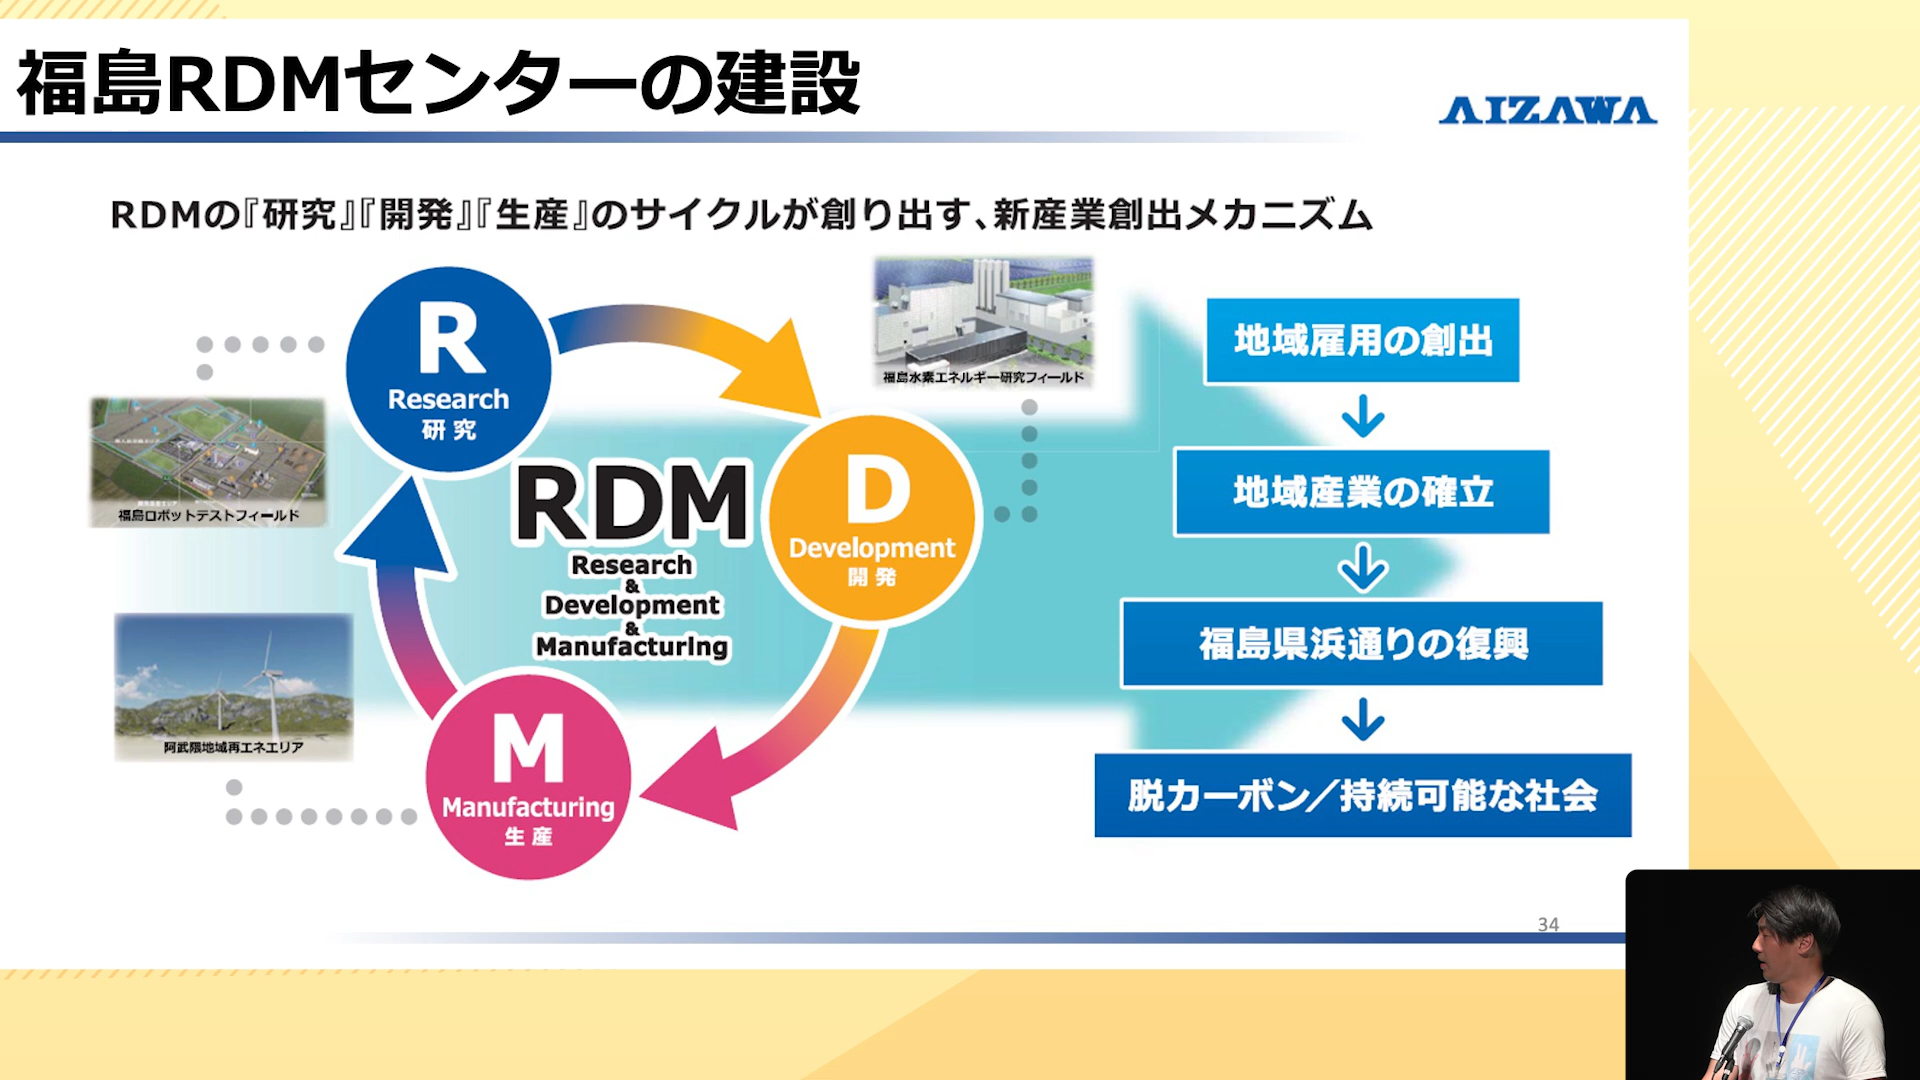 福島RDMセンターの建設
AIZAWA
RDMの『研究』『開発』『生産』のサイクルが創り出す、新産業創出メカニズム
R
Research
研究
福島ロボットテストフィールド
福島水素エネルギー研究フィールド
RDM
Research
&
Development
&
Manufacturing
D
Development
開発
阿武隈地域再エネエリア
M
Manufacturing
生産
地域雇用の創出
地域産業の確立
福島県浜通りの復興
脱カーボン／持続可能な社会
34